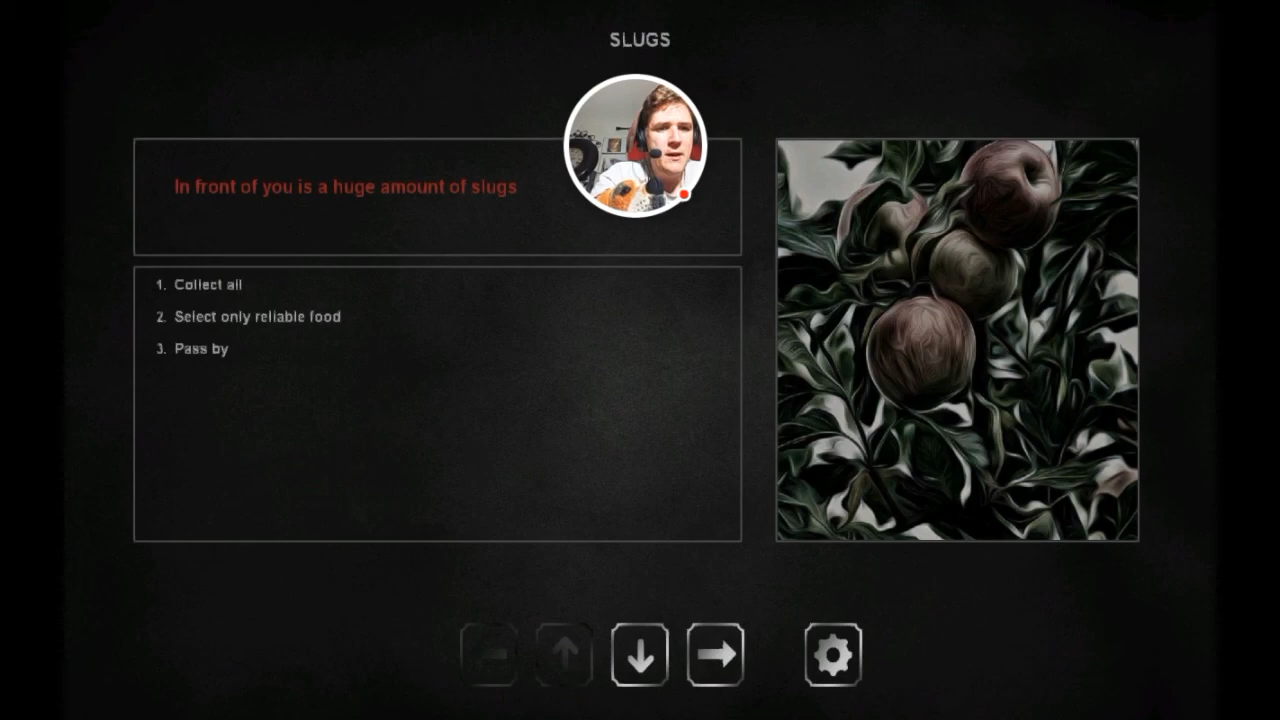 SLUGS
In front of you is a huge amount of slugs
1. Collect all
2. Select only reliable food
3. Pass by